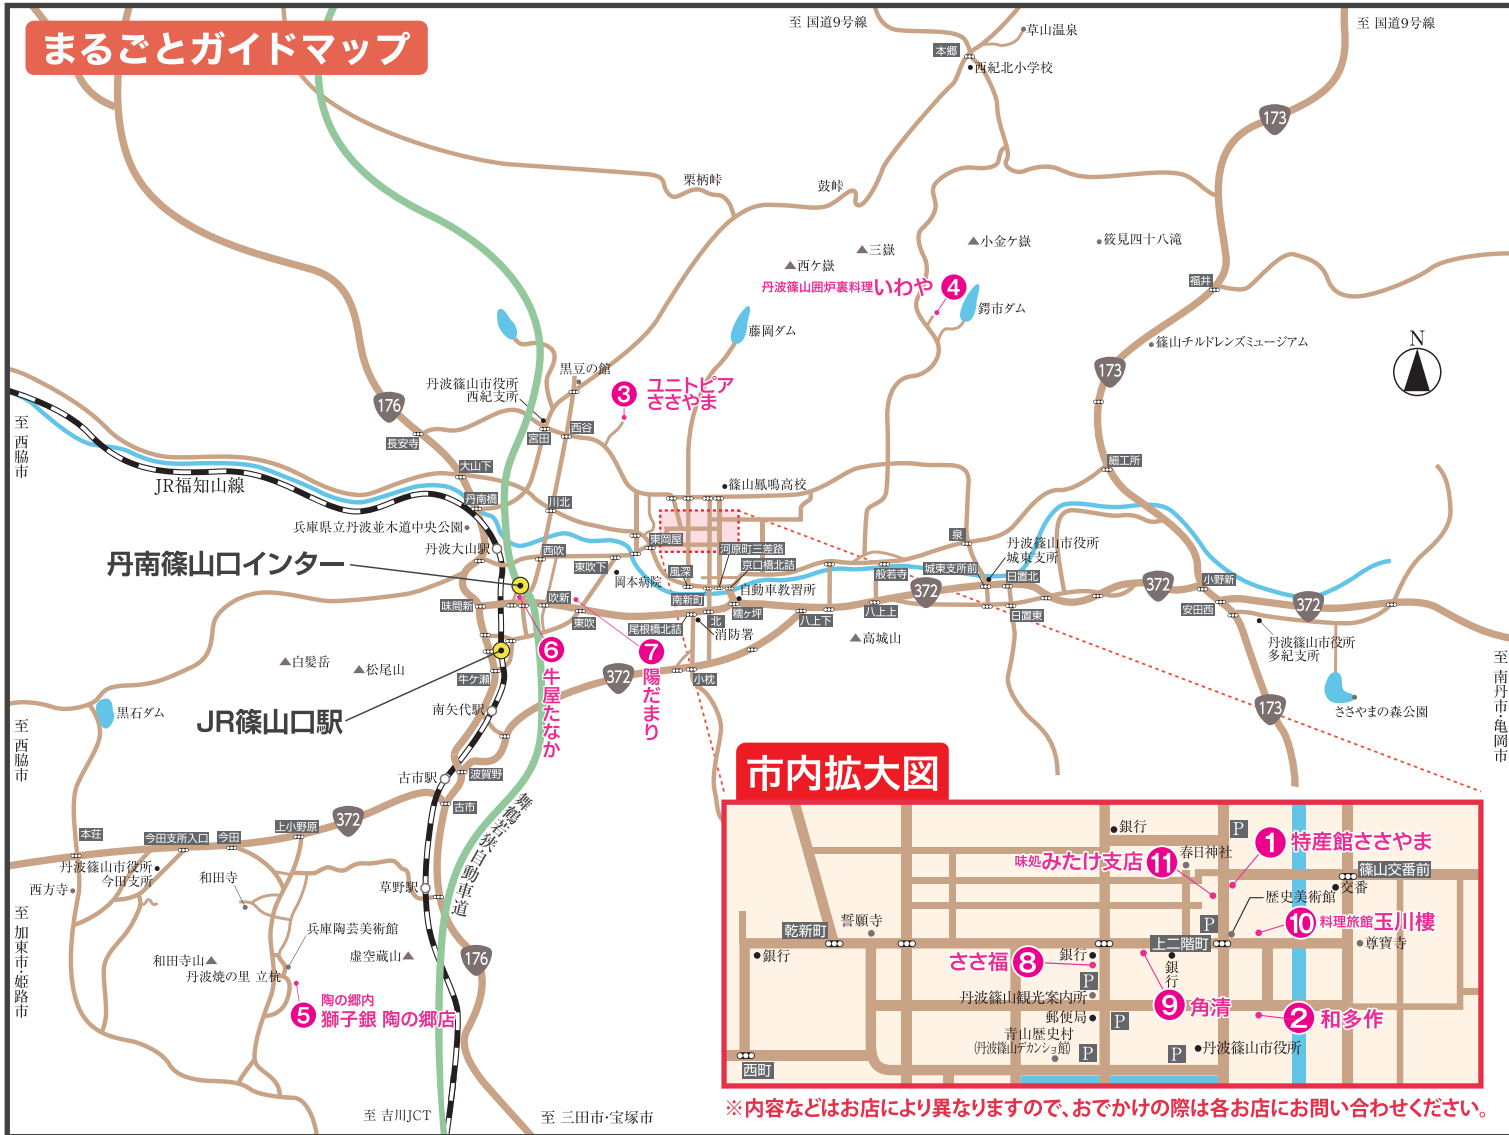 まるごとガイドマップ
至 国道9号線
草山温泉
本郷
西紀北小学校
至 国道9号線
173
栗柄峠
鼓峠
三嶽
小金ケ嶽
筱見四十八滝
西ケ嶽
丹波篠山囲炉裏料理いわや 4
鍔市ダム
福井
藤岡ダム
篠山チルドレンズミュージアム
N
173
黒豆の館
丹波篠山市役所
西紀支所
3 ユニトピア
ささやま
176
長安寺
宮田
西谷
至 西脇市
JR福知山線
大山下
丹南橋
川北
篠山鳳鳴高校
細工所
兵庫県立丹波並木道中央公園
丹波大山駅
西吹
東岡屋
河原町三差路
泉
丹波篠山市役所
城東支所
丹南篠山口インター
東吹下
岡本病院
風深
京口橋北詰
般若寺
城東支所前
日置北
372
372
小野新
味間新
吹新
南新町
自動車教習所
糯ヶ坪
八上下
八上上
日置東
安田西
372
東吹
尾根橋北詰
北
消防署
高城山
丹波篠山市役所
多紀支所
白髪岳
松尾山
牛ケ瀬
6 牛屋たなか
7 陽だまり
372
小枕
173
ささやまの森公園
至 南丹市・亀岡市
黒石ダム
JR篠山口駅
南矢代駅
至 西脇市
古市駅
波賀野
古市
舞鶴若狭自動車道
372
本荘
今田支所入口
今田
上小野原
丹波篠山市役所
今田支所
西方寺
和田寺
草野駅
至 加東市・姫路市
兵庫陶芸美術館
和田寺山
丹波焼の里 立杭
虚空蔵山
176
5 陶の郷内
獅子銀 陶の郷店
至 吉川JCT
至 三田市・宝塚市
市内拡大図
銀行
P
1 特産館ささやま
味処みたけ支店 11
春日神社
篠山交番前
交番
歴史美術館
P
10 料理旅館玉川樓
乾新町
誓願寺
上二階町
尊寶寺
銀行
ささ福 8
銀行
銀行
P
丹波篠山観光案内所
9 角清
2 和多作
郵便局
P
青山歴史村
(丹波篠山デカンショ館)
P
P
丹波篠山市役所
西町
※内容などはお店により異なりますので、おでかけの際は各お店にお問い合わせください。